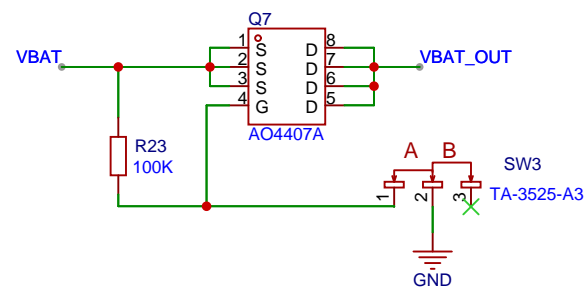 Q7
VBAT
VBAT_OUT
1 S D 8
2 S D 7
3 S D 6
4 G D 5
AO4407A
R23
100K
A B
SW3
TA-3525-A3
1 2 3
GND